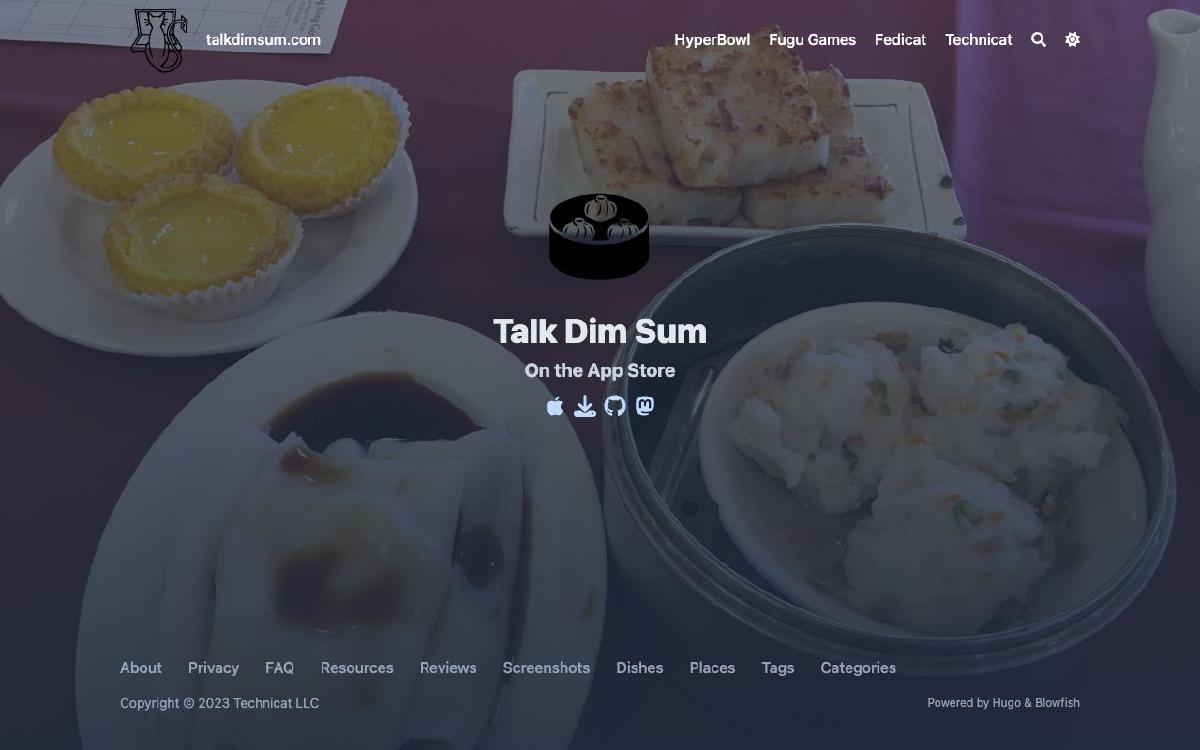 talkdimsum.com
HyperBowl Fugu Games Fedicat Technicat
Talk Dim Sum
On the App Store
About Privacy FAQ Resources Reviews Screenshots Dishes Places Tags Categories
Copyright © 2023 Technicat LLC
Powered by Hugo & Blowfish